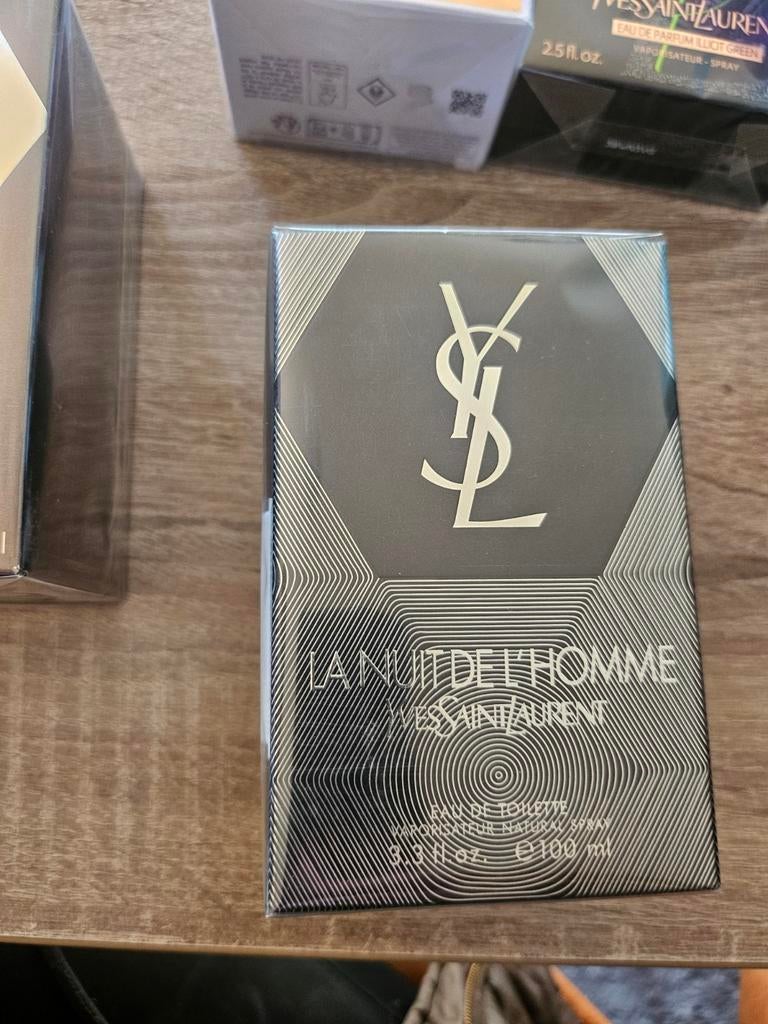 YVESSAINTLAUREN
EAU DE PARFUM ILLICIT GREEN
2.5 fl. oz.
VAPORISATEUR - SPRAY
YSL
LA NUIT DE L'HOMME
YVESSAINTLAURENT
EAU DE TOILETTE
VAPORISATEUR NATURAL SPRAY
3.3 fl oz. ℮100 ml